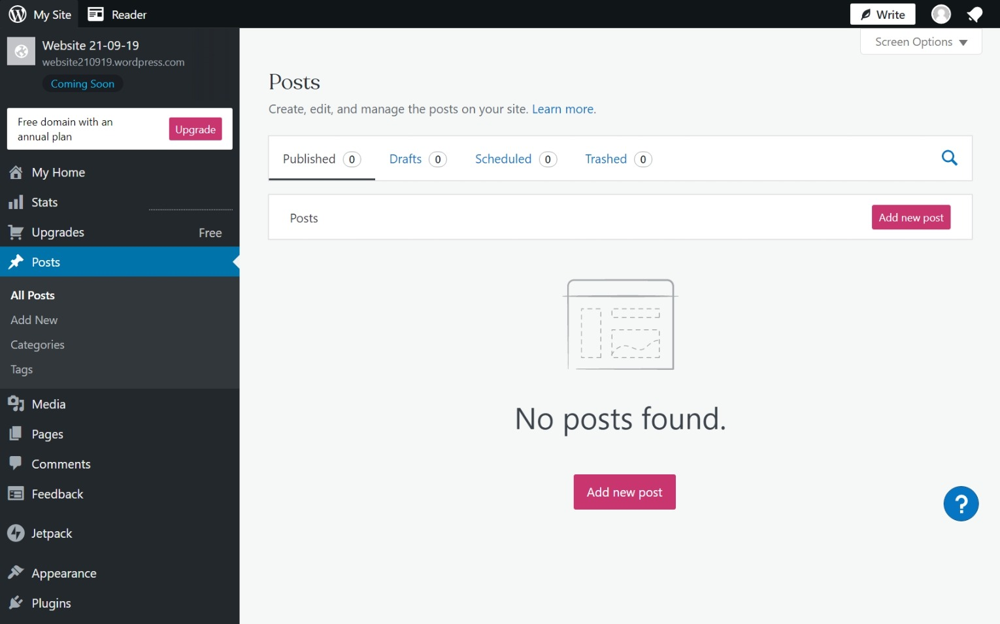 My Site
Reader
Write
Website 21-09-19
website210919.wordpress.com
Coming Soon
Free domain with an
annual plan
Upgrade
My Home
Stats
Upgrades Free
Posts
All Posts
Add New
Categories
Tags
Media
Pages
Comments
Feedback
Jetpack
Appearance
Plugins
Screen Options
Posts
Create, edit, and manage the posts on your site. Learn more.
Published 0 Drafts 0 Scheduled 0 Trashed 0
Posts Add new post
No posts found.
Add new post
?